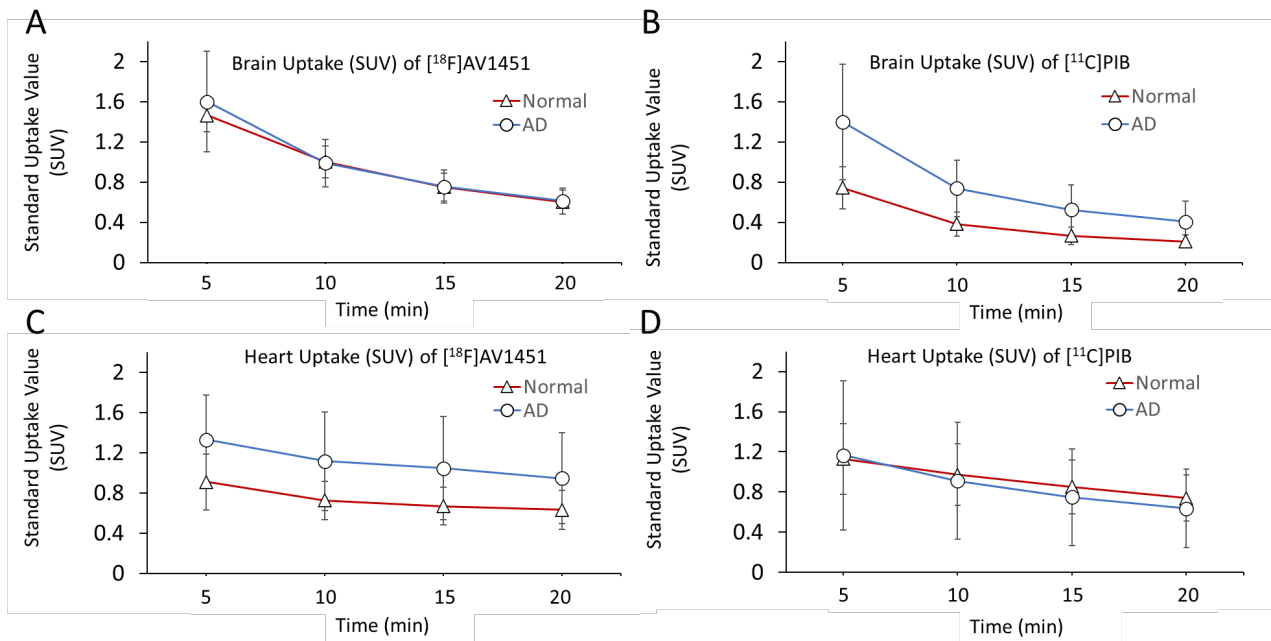 A
Brain Uptake (SUV) of [¹⁸F]AV1451
Normal
AD
Standard Uptake Value
(SUV)
2
1.6
1.2
0.8
0.4
0
5 10 15 20
Time (min)
B
Brain Uptake (SUV) of [¹¹C]PIB
Normal
AD
Standard Uptake Value
(SUV)
2
1.6
1.2
0.8
0.4
0
5 10 15 20
Time (min)
C
Heart Uptake (SUV) of [¹⁸F]AV1451
Normal
AD
Standard Uptake Value
(SUV)
2
1.6
1.2
0.8
0.4
0
5 10 15 20
Time (min)
D
Heart Uptake (SUV) of [¹¹C]PIB
Normal
AD
Standard Uptake Value
(SUV)
2
1.6
1.2
0.8
0.4
0
5 10 15 20
Time (min)